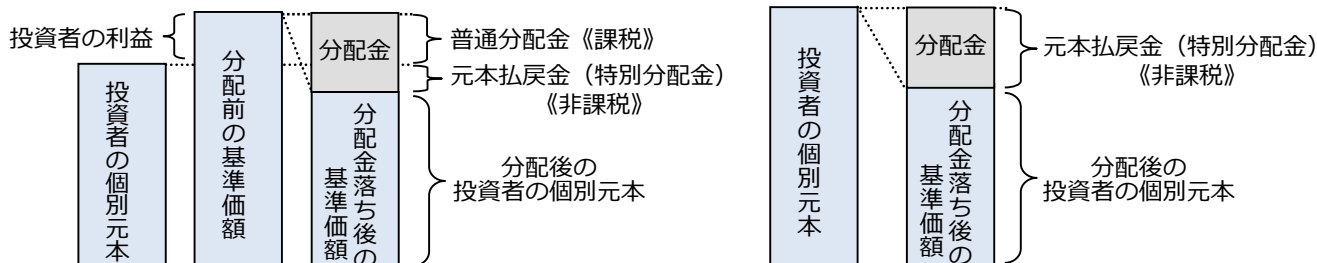 投資者の利益
投資者の個別元本
分配前の基準価額
分配金
分配金落ち後の
基準価額
普通分配金《課税》
元本払戻金（特別分配金）
《非課税》
分配後の
投資者の個別元本
投資者の個別元本
分配金
分配金落ち後の
基準価額
元本払戻金（特別分配金）
《非課税》
分配後の
投資者の個別元本